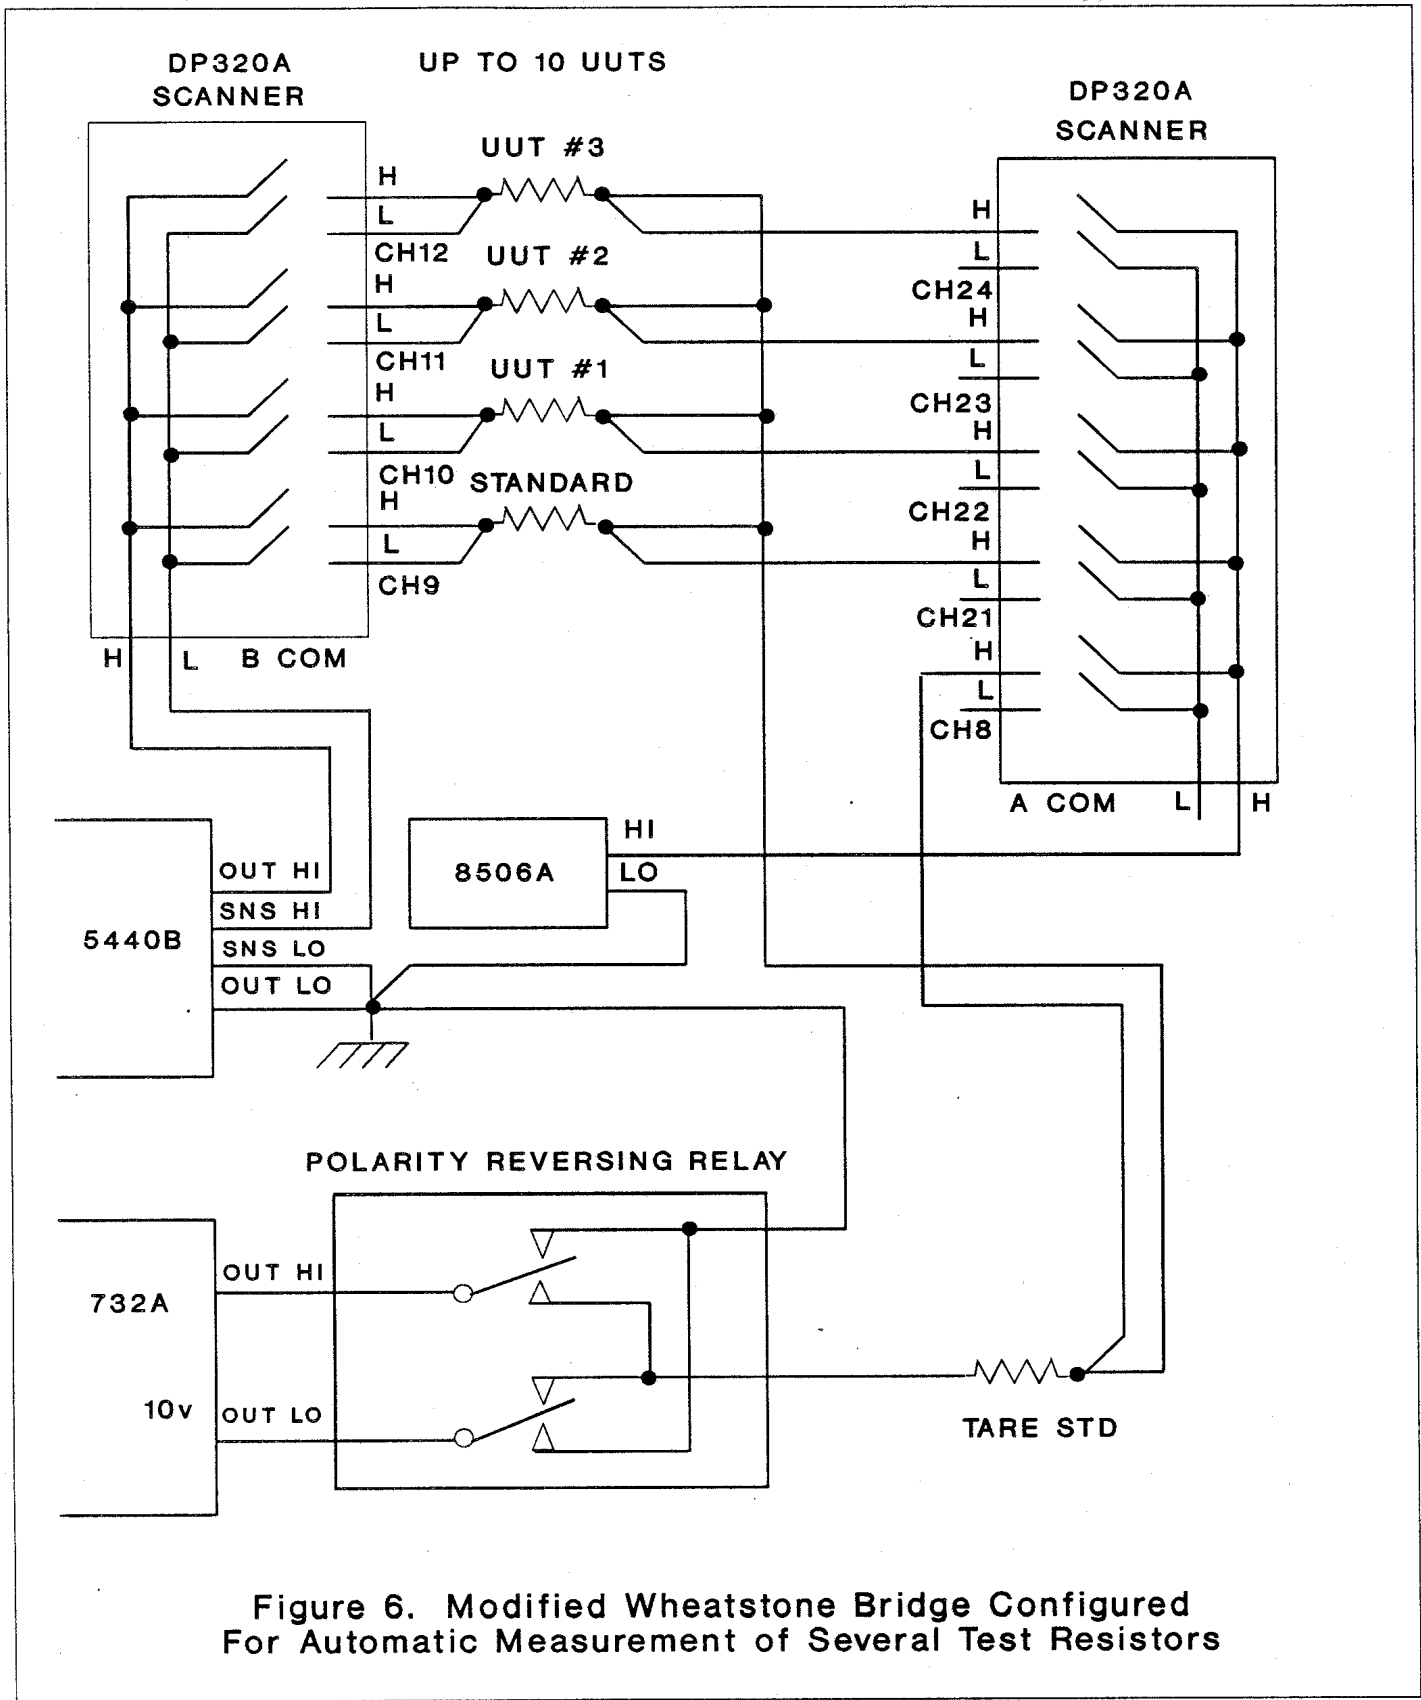 DP320A
SCANNER
UP TO 10 UUTS
DP320A
SCANNER
UUT #3
H
L
CH12
UUT #2
H
L
CH11
UUT #1
H
L
CH10
STANDARD
H
L
CH9
H
L
CH24
H
L
CH23
H
L
CH22
H
L
CH21
H
L
CH8
H
L
B COM
A COM
L
H
5440B
OUT HI
SNS HI
SNS LO
OUT LO
8506A
HI
LO
POLARITY REVERSING RELAY
732A
10v
OUT HI
OUT LO
TARE STD
Figure 6. Modified Wheatstone Bridge Configured
For Automatic Measurement of Several Test Resistors